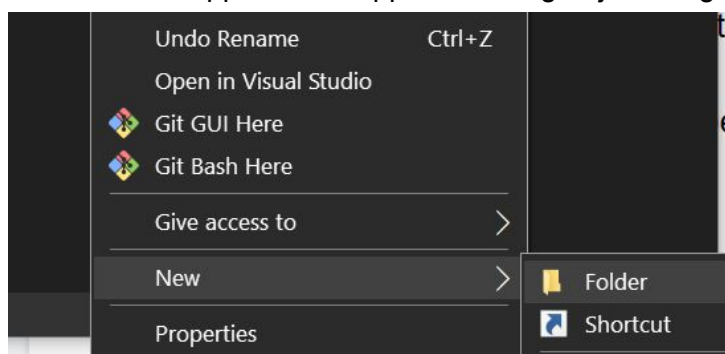 Undo Rename Ctrl+Z
Open in Visual Studio
Git GUI Here
Git Bash Here
Give access to
New
Folder
Shortcut
Properties